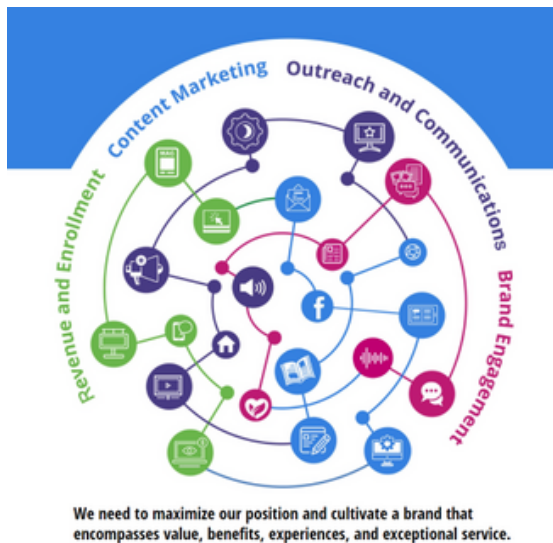 Revenue and Enrollment
Content Marketing
Outreach and Communications
Brand Engagement
MAG
f
We need to maximize our position and cultivate a brand that
encompasses value, benefits, experiences, and exceptional service.